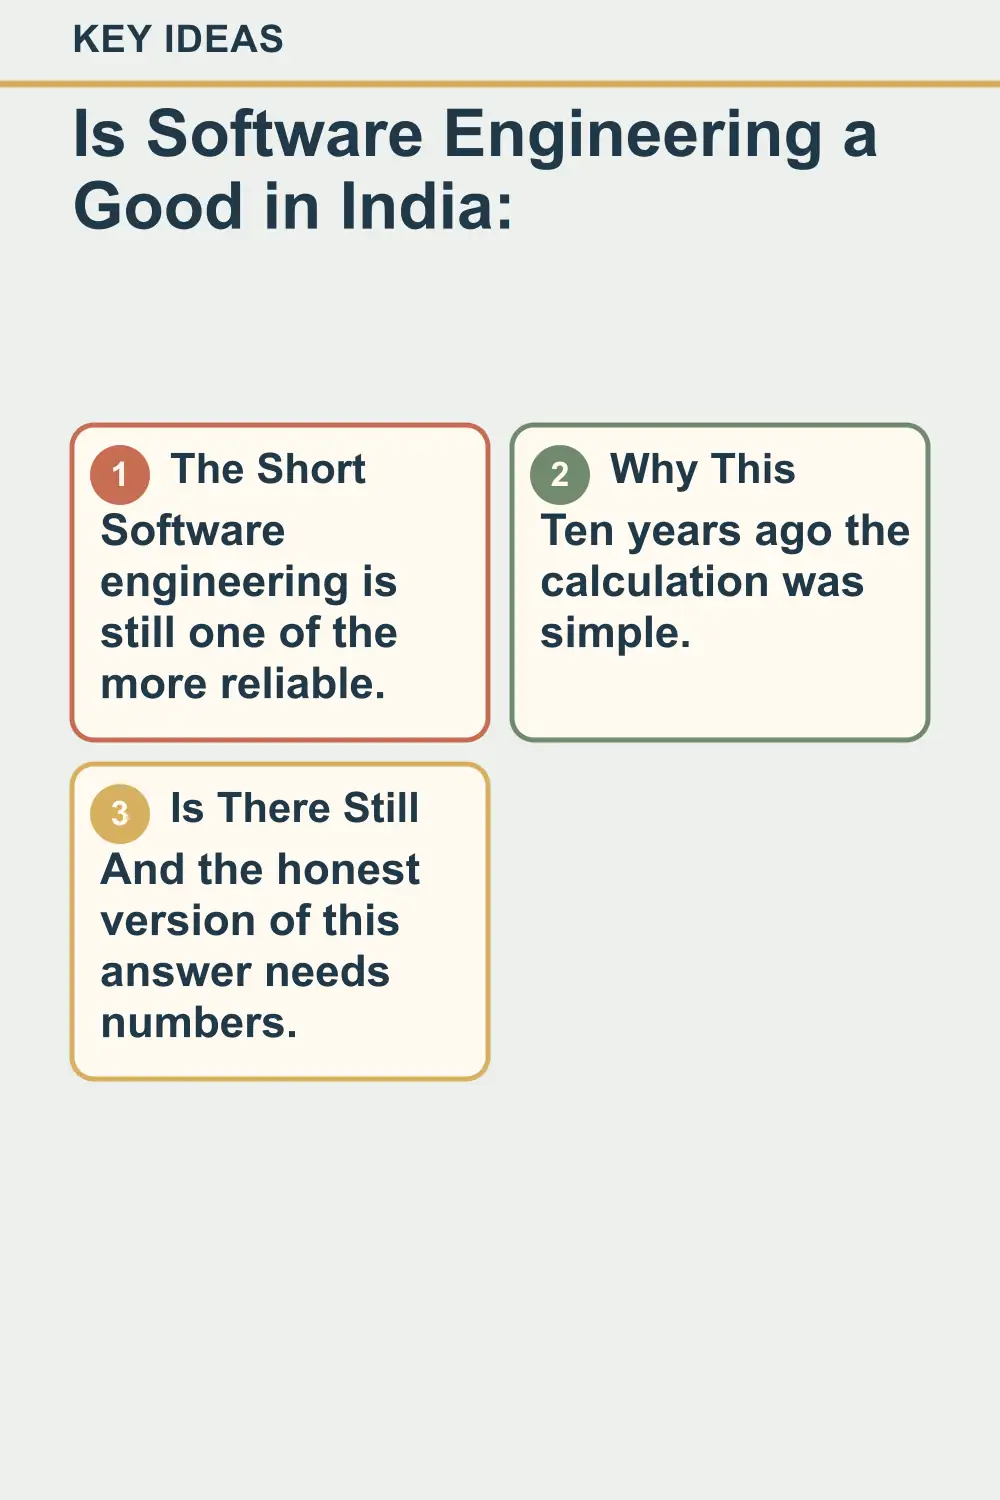 KEY IDEAS
Is Software Engineering a
Good in India:
1 The Short
Software
engineering is
still one of the
more reliable.
2 Why This
Ten years ago the
calculation was
simple.
3 Is There Still
And the honest
version of this
answer needs
numbers.